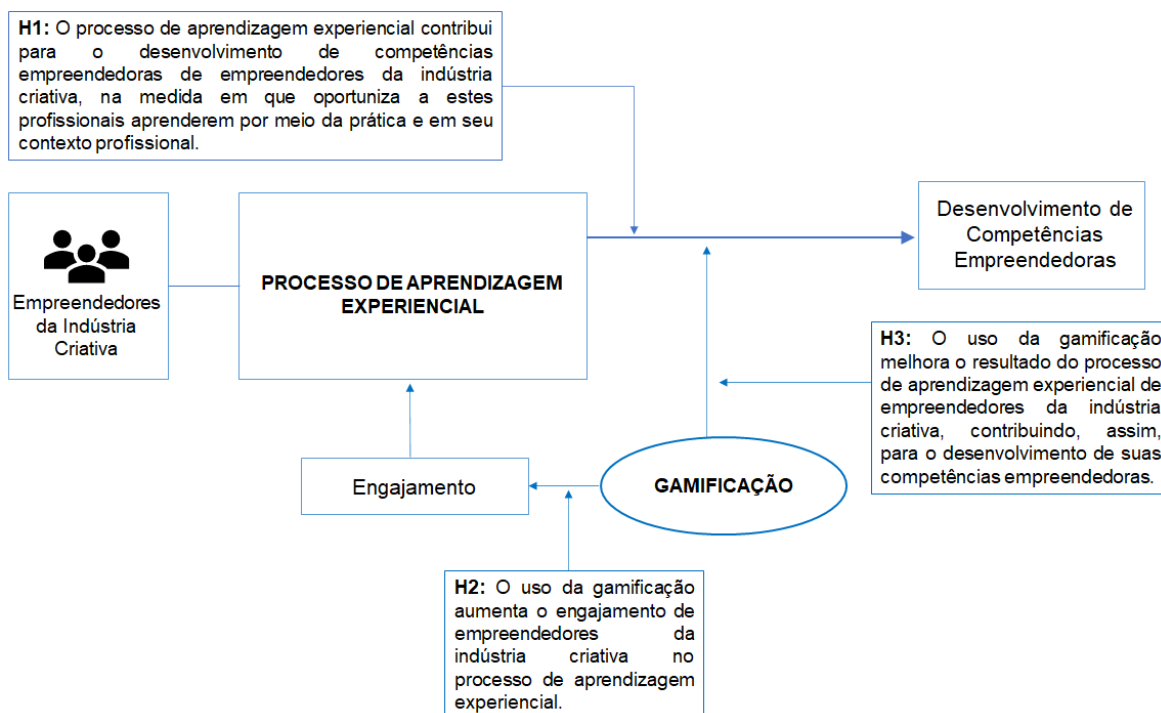 H1: O processo de aprendizagem experiencial contribui
para o desenvolvimento de competências
empreendedoras de empreendedores da indústria
criativa, na medida em que oportuniza a estes
profissionais aprenderem por meio da prática e em seu
contexto profissional.
Empreendedores
da Indústria
Criativa
PROCESSO DE APRENDIZAGEM
EXPERIENCIAL
Desenvolvimento de
Competências
Empreendedoras
H3: O uso da gamificação
melhora o resultado do processo
de aprendizagem experiencial de
empreendedores da indústria
criativa, contribuindo, assim,
para o desenvolvimento de suas
competências empreendedoras.
Engajamento
GAMIFICAÇÃO
H2: O uso da gamificação
aumenta o engajamento de
empreendedores da
indústria criativa no
processo de aprendizagem
experiencial.